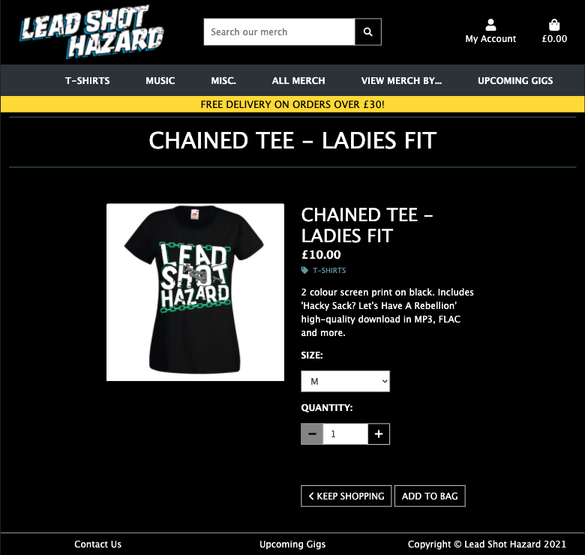 LEAD SHOT
HAZARD
Search our merch
My Account
£0.00
T-SHIRTS MUSIC MISC. ALL MERCH VIEW MERCH BY... UPCOMING GIGS
FREE DELIVERY ON ORDERS OVER £30!
CHAINED TEE – LADIES FIT
LEAD
SHOT
HAZARD
CHAINED TEE –
LADIES FIT
£10.00
T-SHIRTS
2 colour screen print on black. Includes
'Hacky Sack? Let's Have A Rebellion'
high-quality download in MP3, FLAC
and more.
SIZE:
M
QUANTITY:
1
KEEP SHOPPING ADD TO BAG
Contact Us Upcoming Gigs Copyright © Lead Shot Hazard 2021